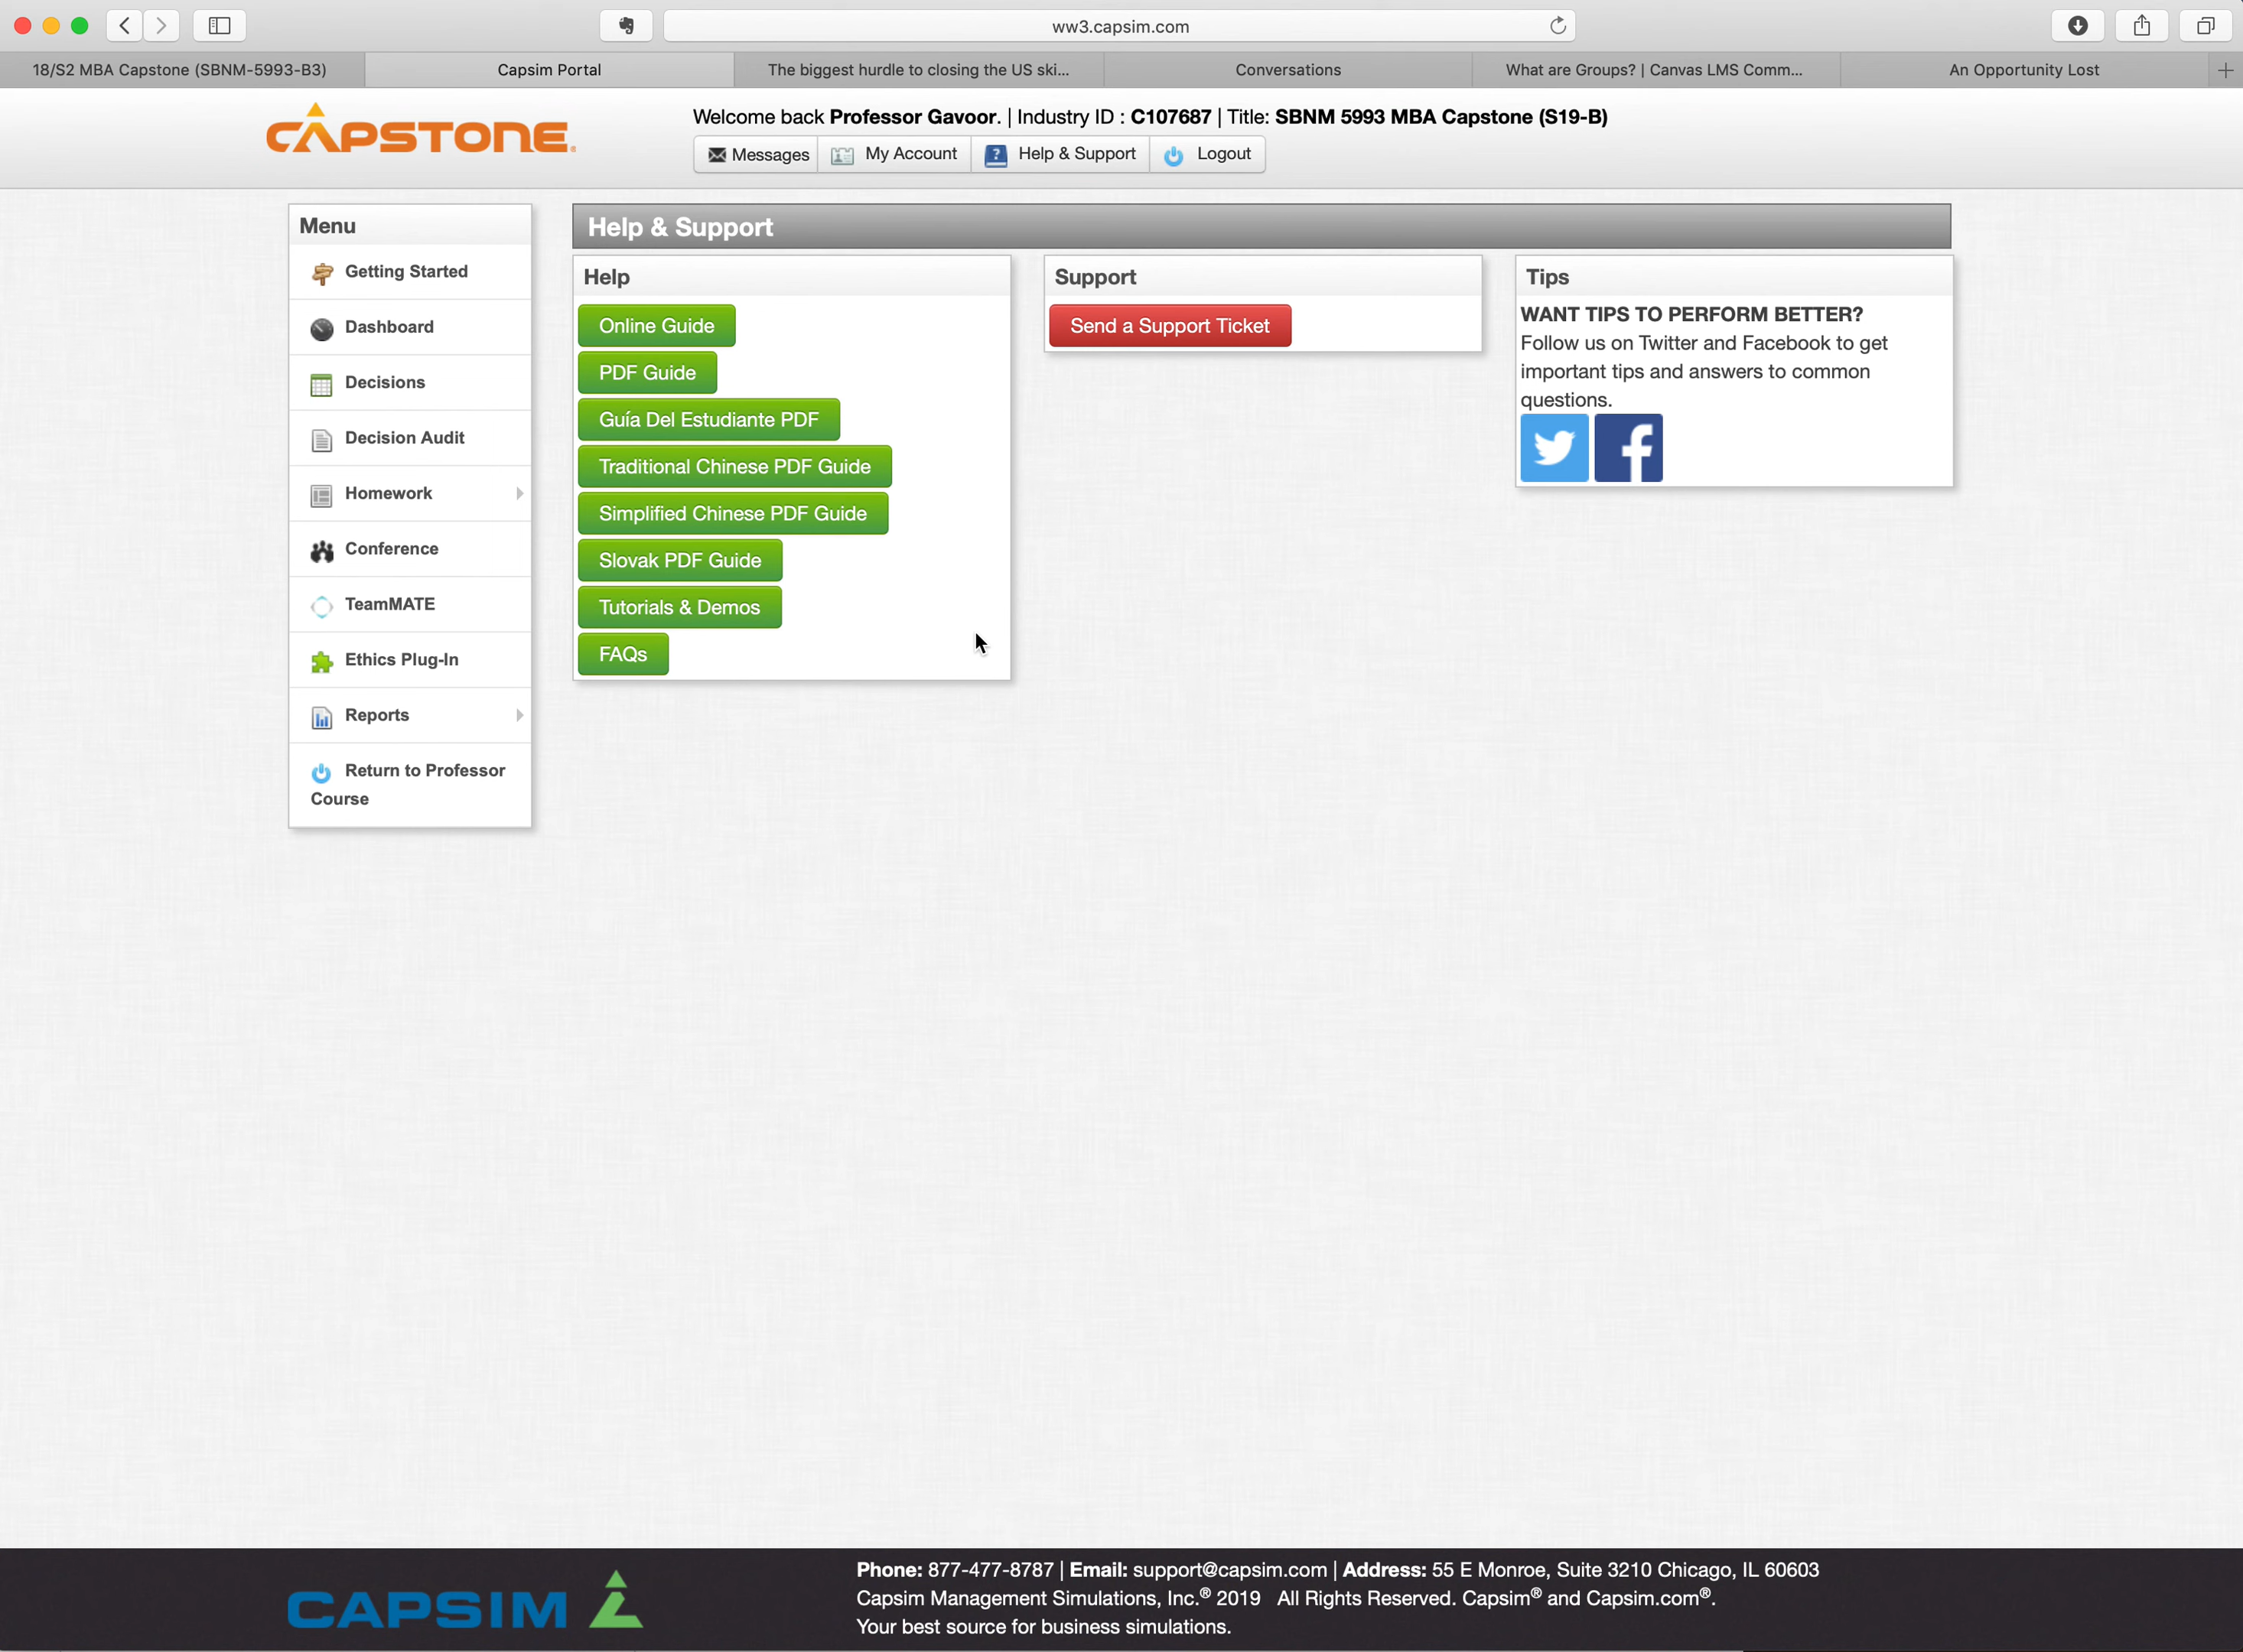 ww3.capsim.com
18/S2 MBA Capstone (SBNM-5993-B3)
Capsim Portal
The biggest hurdle to closing the US ski...
Conversations
What are Groups? | Canvas LMS Comm...
An Opportunity Lost
CAPSTONE®
Welcome back Professor Gavoor. | Industry ID : C107687 | Title: SBNM 5993 MBA Capstone (S19-B)
Messages
My Account
Help & Support
Logout
Menu
Getting Started
Dashboard
Decisions
Decision Audit
Homework
Conference
TeamMATE
Ethics Plug-In
Reports
Return to Professor
Course
Help & Support
Help
Online Guide
PDF Guide
Guía Del Estudiante PDF
Traditional Chinese PDF Guide
Simplified Chinese PDF Guide
Slovak PDF Guide
Tutorials & Demos
FAQs
Support
Send a Support Ticket
Tips
WANT TIPS TO PERFORM BETTER?
Follow us on Twitter and Facebook to get
important tips and answers to common
questions.
CAPSIM
Phone: 877-477-8787 | Email: support@capsim.com | Address: 55 E Monroe, Suite 3210 Chicago, IL 60603
Capsim Management Simulations, Inc.® 2019 All Rights Reserved. Capsim® and Capsim.com®.
Your best source for business simulations.